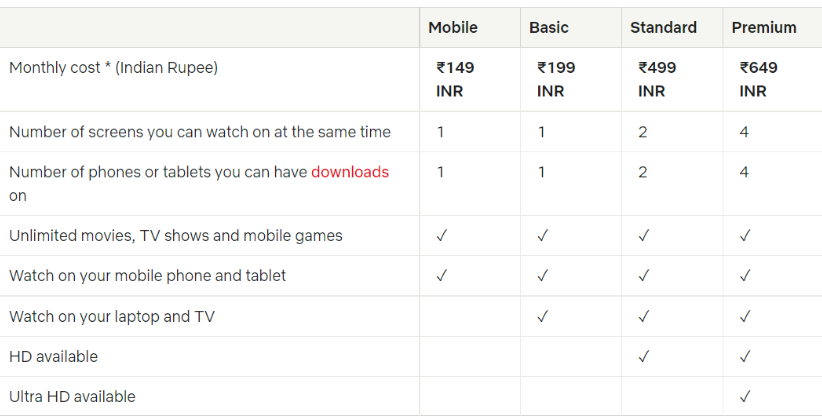 Mobile Basic Standard Premium
Monthly cost * (Indian Rupee) ₹149 ₹199 ₹499 ₹649
INR INR INR INR
Number of screens you can watch on at the same time 1 1 2 4
Number of phones or tablets you can have downloads 1 1 2 4
on
Unlimited movies, TV shows and mobile games ✓ ✓ ✓ ✓
Watch on your mobile phone and tablet ✓ ✓ ✓ ✓
Watch on your laptop and TV ✓ ✓ ✓
HD available ✓ ✓
Ultra HD available ✓